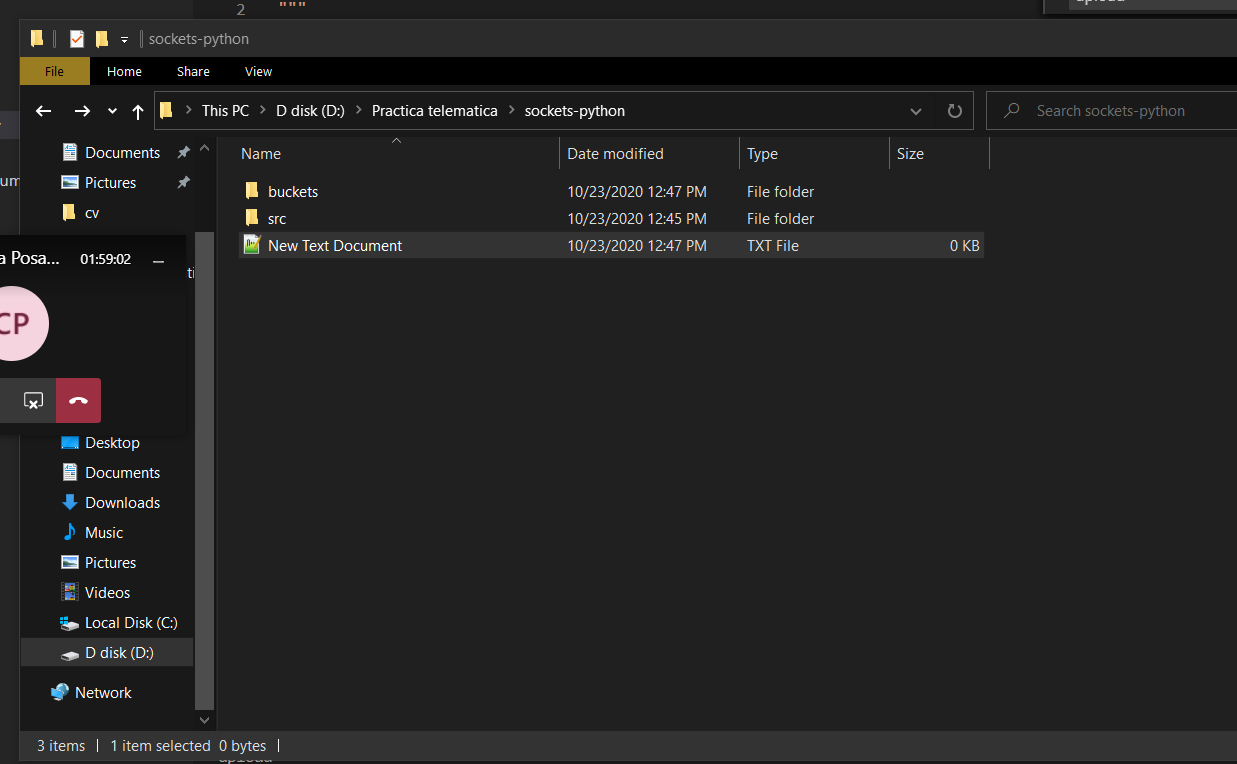 2 """
sockets-python
File Home Share View
This PC > D disk (D:) > Practica telematica > sockets-python
Search sockets-python
Name Date modified Type Size
Documents
Pictures
cv
buckets 10/23/2020 12:47 PM File folder
src 10/23/2020 12:45 PM File folder
New Text Document 10/23/2020 12:47 PM TXT File 0 KB
a Posa... 01:59:02
CP
Desktop
Documents
Downloads
Music
Pictures
Videos
Local Disk (C:)
D disk (D:)
Network
3 items | 1 item selected 0 bytes |